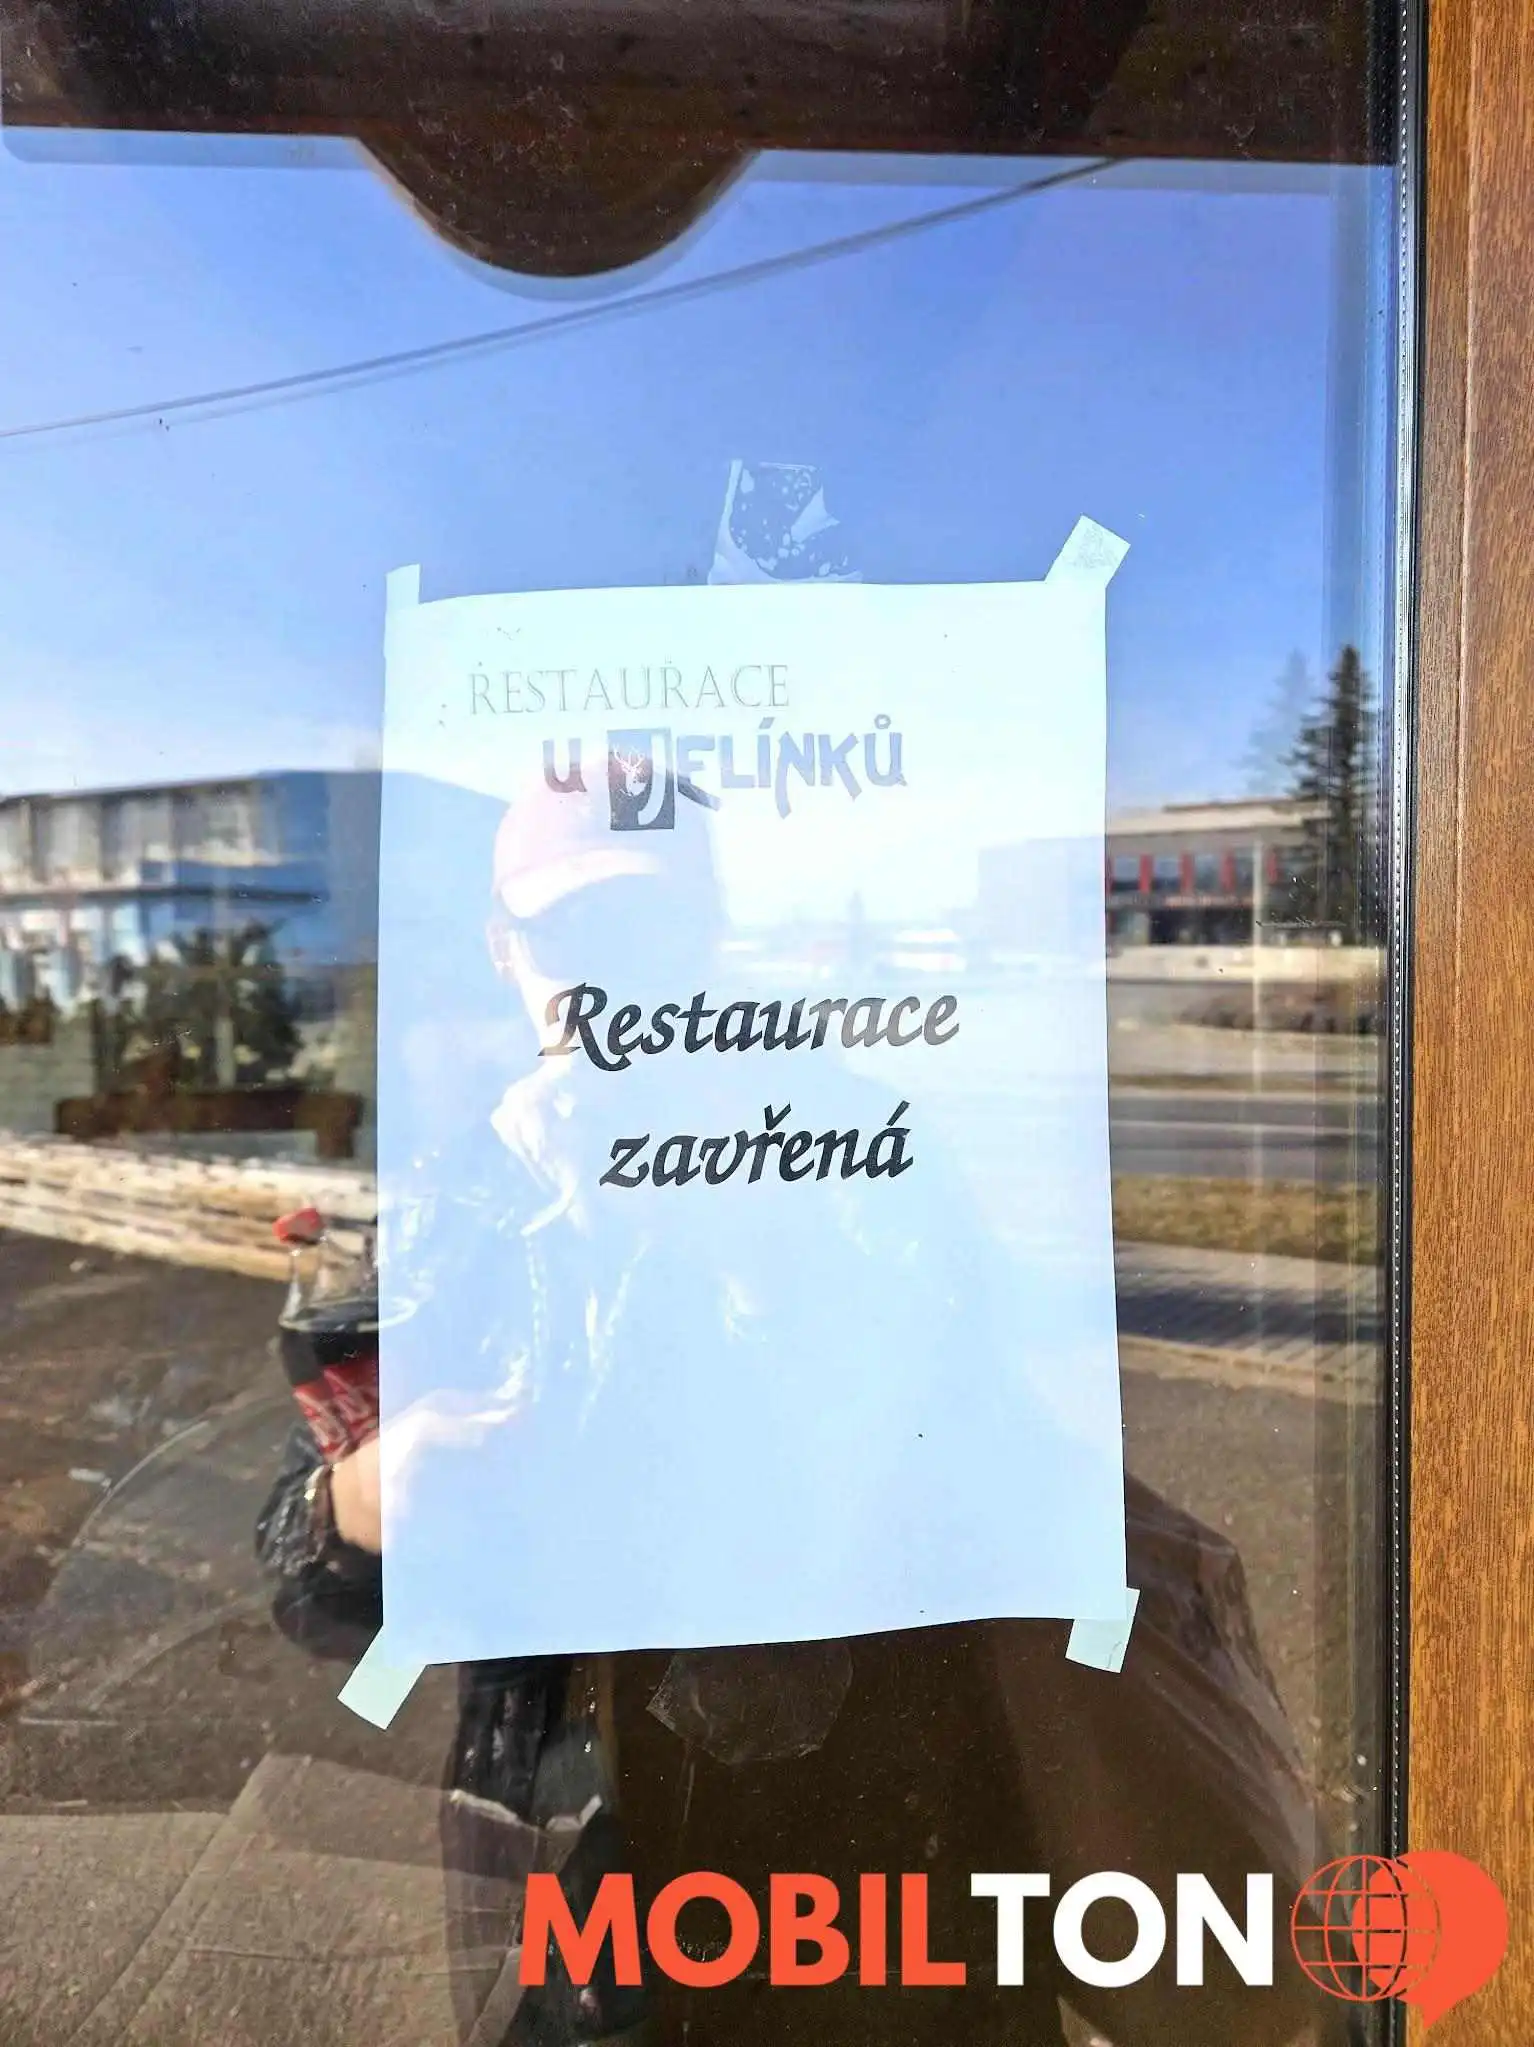 RESTAURACE
U JELÍNKŮ
Restaurace
zavřená
MOBILTON